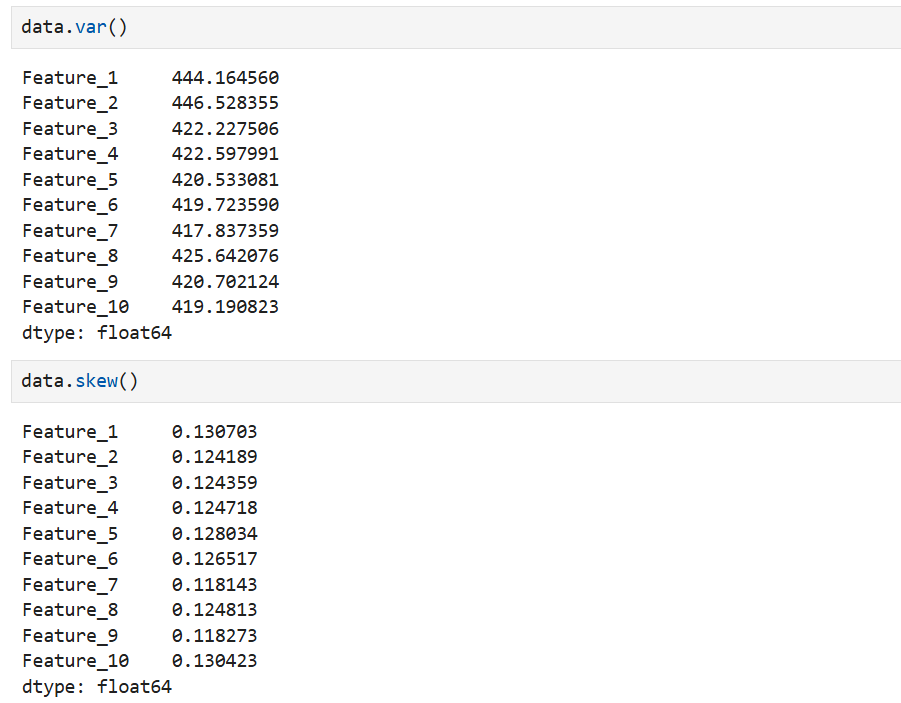 data.var()
Feature_1     444.164560
Feature_2     446.528355
Feature_3     422.227506
Feature_4     422.597991
Feature_5     420.533081
Feature_6     419.723590
Feature_7     417.837359
Feature_8     425.642076
Feature_9     420.702124
Feature_10    419.190823
dtype: float64
data.skew()
Feature_1     0.130703
Feature_2     0.124189
Feature_3     0.124359
Feature_4     0.124718
Feature_5     0.128034
Feature_6     0.126517
Feature_7     0.118143
Feature_8     0.124813
Feature_9     0.118273
Feature_10    0.130423
dtype: float64